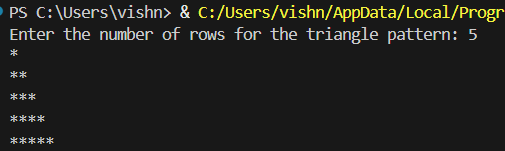 PS C:\Users\vishn> & C:/Users/vishn/AppData/Local/Progr
Enter the number of rows for the triangle pattern: 5
*
**
***
****
*****